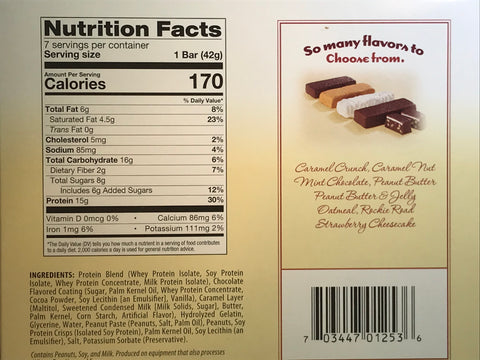 Nutrition Facts
7 servings per container
Serving size 1 Bar (42g)
Amount Per Serving
Calories 170
% Daily Value*
Total Fat 6g 8%
Saturated Fat 4.5g 23%
Trans Fat 0g
Cholesterol 5mg 2%
Sodium 85mg 4%
Total Carbohydrate 16g 6%
Dietary Fiber 2g 7%
Total Sugars 8g
Includes 6g Added Sugars 12%
Protein 15g 30%
Vitamin D 0mcg 0% • Calcium 86mg 6%
Iron 1mg 6% • Potassium 111mg 2%
*The Daily Value (DV) tells you how much a nutrient in a serving of food contributes
to a daily diet. 2,000 calories a day is used for general nutrition advice.
INGREDIENTS: Protein Blend (Whey Protein Isolate, Soy Protein
Isolate, Whey Protein Concentrate, Milk Protein Isolate), Chocolate
Flavored Coating (Sugar, Palm Kernel Oil, Whey Protein Concentrate,
Cocoa Powder, Soy Lecithin [an Emulsifier], Vanilla), Caramel Layer
(Maltitol, Sweetened Condensed Milk [Milk Solids, Sugar], Butter,
Palm Kernel, Corn Starch, Artificial Flavor), Hydrolyzed Gelatin,
Glycerine, Water, Peanut Paste (Peanuts, Salt, Palm Oil), Peanuts, Soy
Protein Crisps (Isolated Soy Protein), Palm Kernel Oil, Soy Lecithin (an
Emulsifier), Salt, Potassium Sorbate (Preservative).
Contains Peanuts, Soy, and Milk. Produced on equipment that also processes
So many flavors to
Choose from.
Caramel Crunch, Caramel Nut
Mint Chocolate, Peanut Butter
Peanut Butter & Jelly
Oatmeal, Rockie Road
Strawberry Cheesecake
7 03447 01253 6